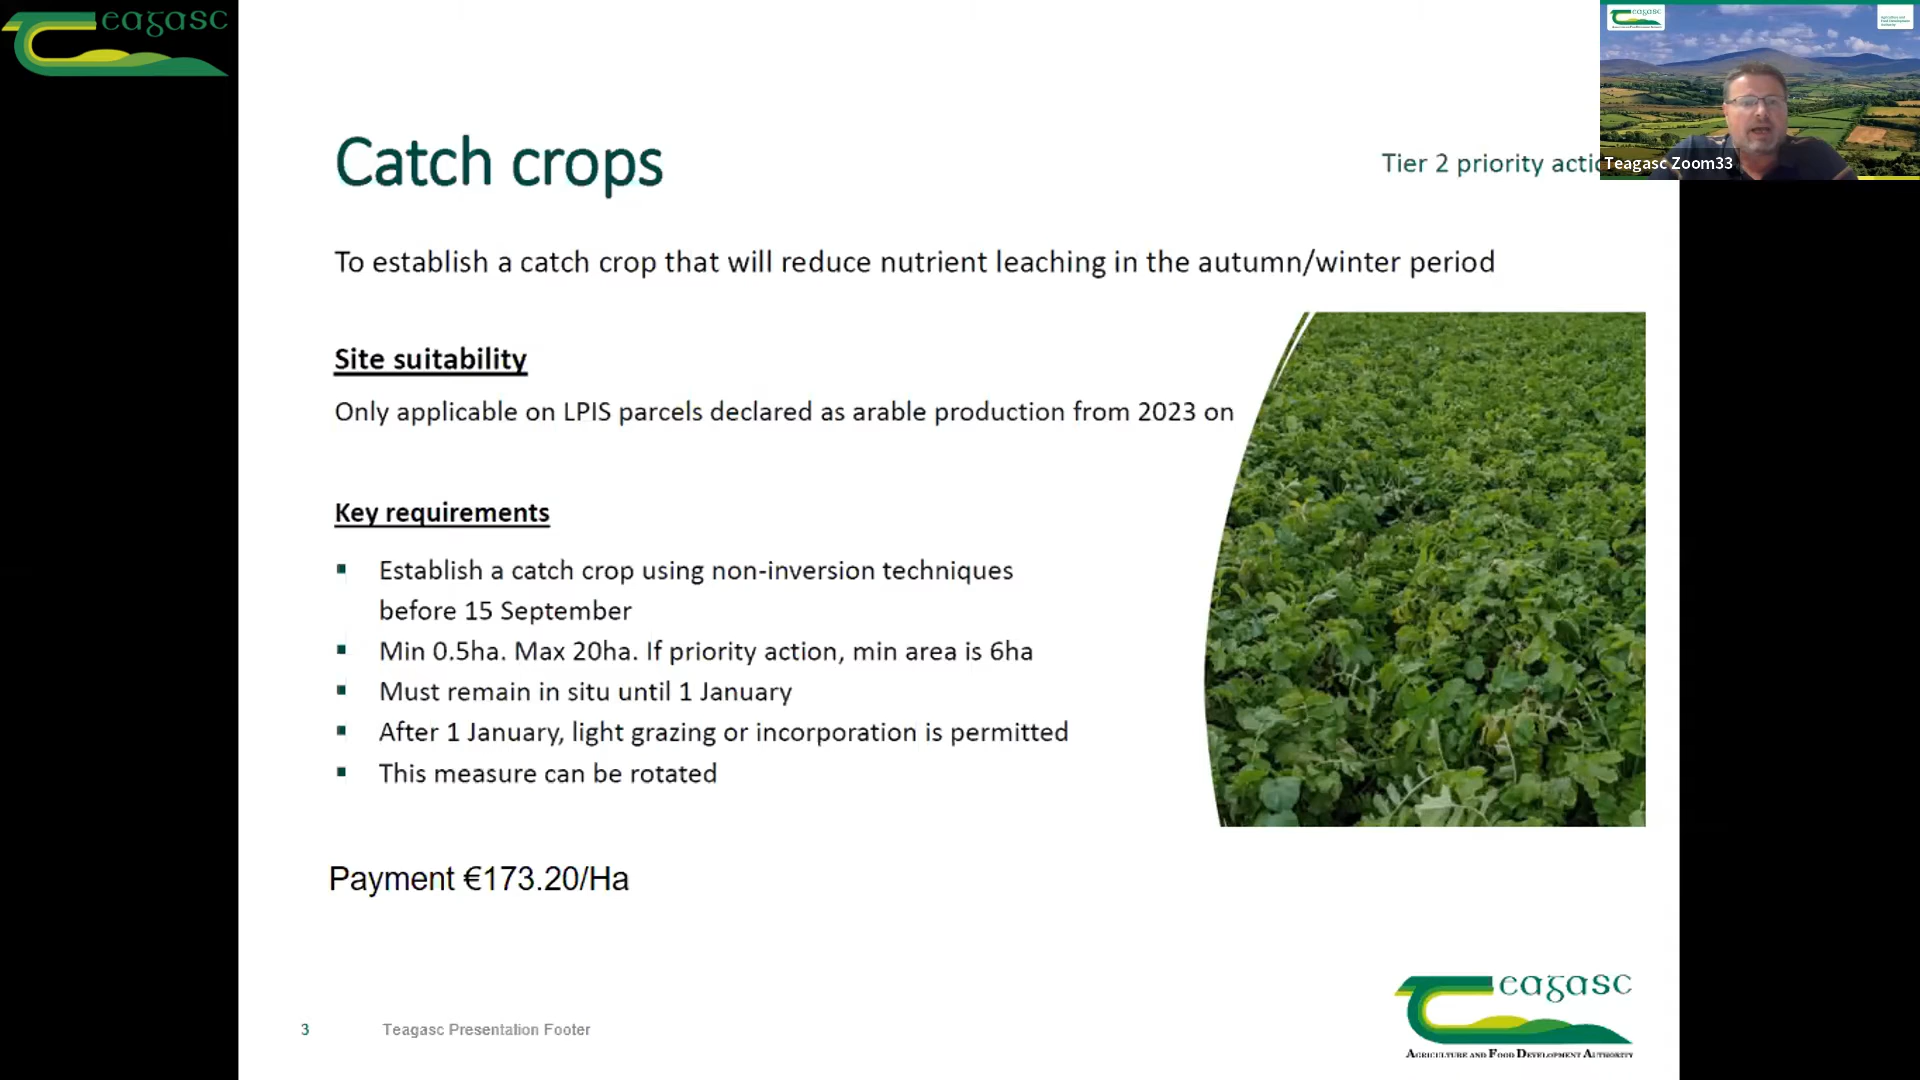 eagasc
Catch crops
Tier 2 priority
Teagasc Zoom33
To establish a catch crop that will reduce nutrient leaching in the autumn/winter period
Site suitability
Only applicable on LPIS parcels declared as arable production from 2023 on
Key requirements
▪ Establish a catch crop using non-inversion techniques
before 15 September
▪ Min 0.5ha. Max 20ha. If priority action, min area is 6ha
▪ Must remain in situ until 1 January
▪ After 1 January, light grazing or incorporation is permitted
▪ This measure can be rotated
Payment €173.20/Ha
3 Teagasc Presentation Footer
eagasc
AGRICULTURE AND FOOD DEVELOPMENT AUTHORITY